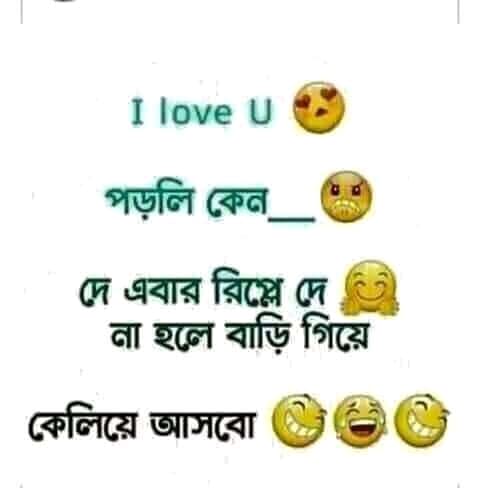 I love U 😍
পড়লি কেন__ 😡
দে এবার রিপ্লে দে 🤗
না হলে বাড়ি গিয়ে
কেলিয়ে আসবো 😆😂😆